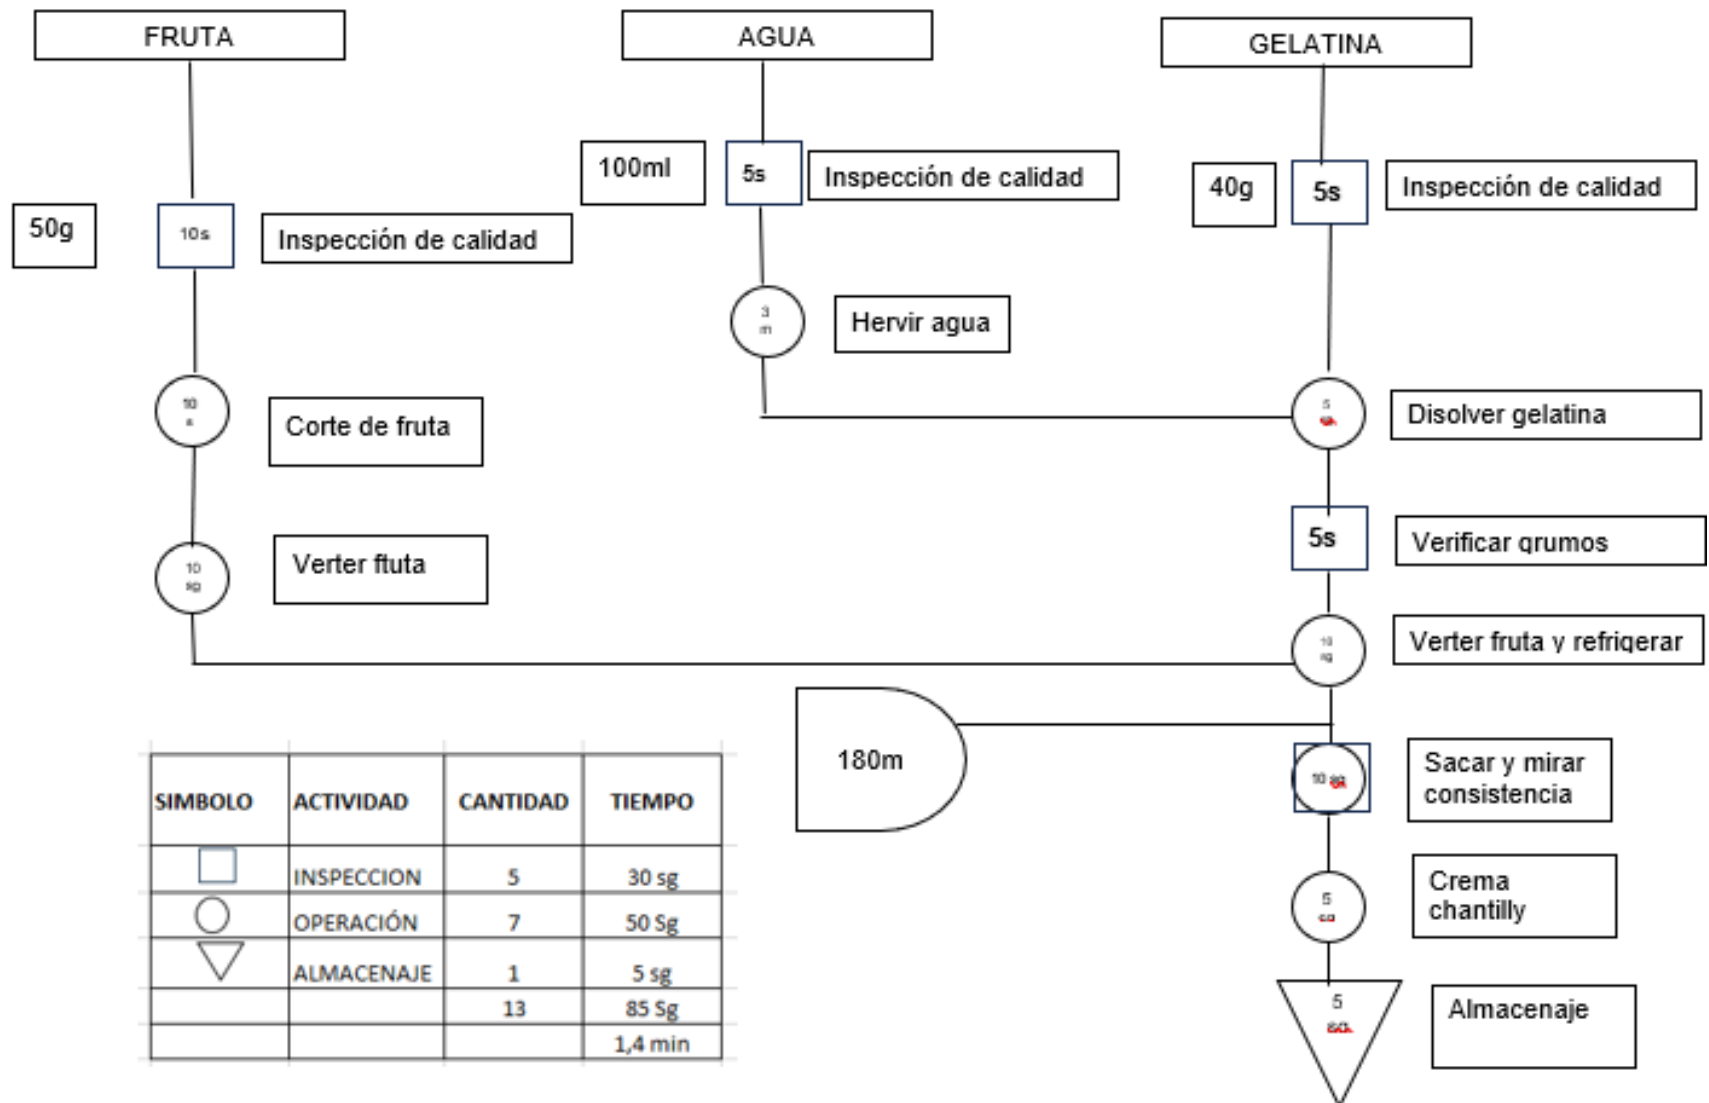 FRUTA
AGUA
GELATINA
100ml
5s
Inspección de calidad
40g
5s
Inspección de calidad
50g
10s
Inspección de calidad
3
m
Hervir agua
10
s
Corte de fruta
5
Disolver gelatina
5s
Verificar grumos
10
sg
Verter ftuta
10
sg
Verter fruta y refrigerar
180m
10 sg
Sacar y mirar
consistencia
SIMBOLO ACTIVIDAD CANTIDAD TIEMPO
INSPECCION 5 30 sg
OPERACIÓN 7 50 Sg
ALMACENAJE 1 5 sg
13 85 Sg
1,4 min
5
sg
Crema
chantilly
5
sg.
Almacenaje